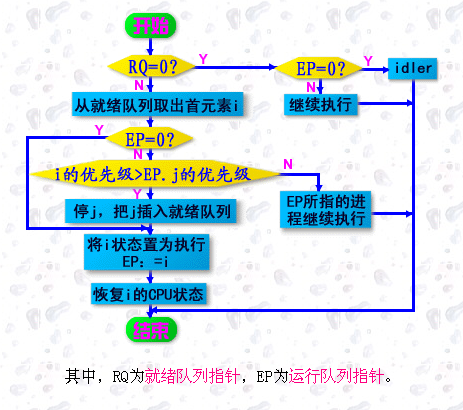 开始
RQ=0?
Y
EP=0?
Y
idler
N
N
从就绪队列取出首元素i
继续执行
Y
EP=0?
N
i的优先级>EP.j的优先级
N
Y
停j，把j插入就绪队列
EP所指的进
程继续执行
将i状态置为执行
EP：=i
恢复i的CPU状态
结束
其中，RQ为就绪队列指针，EP为运行队列指针。